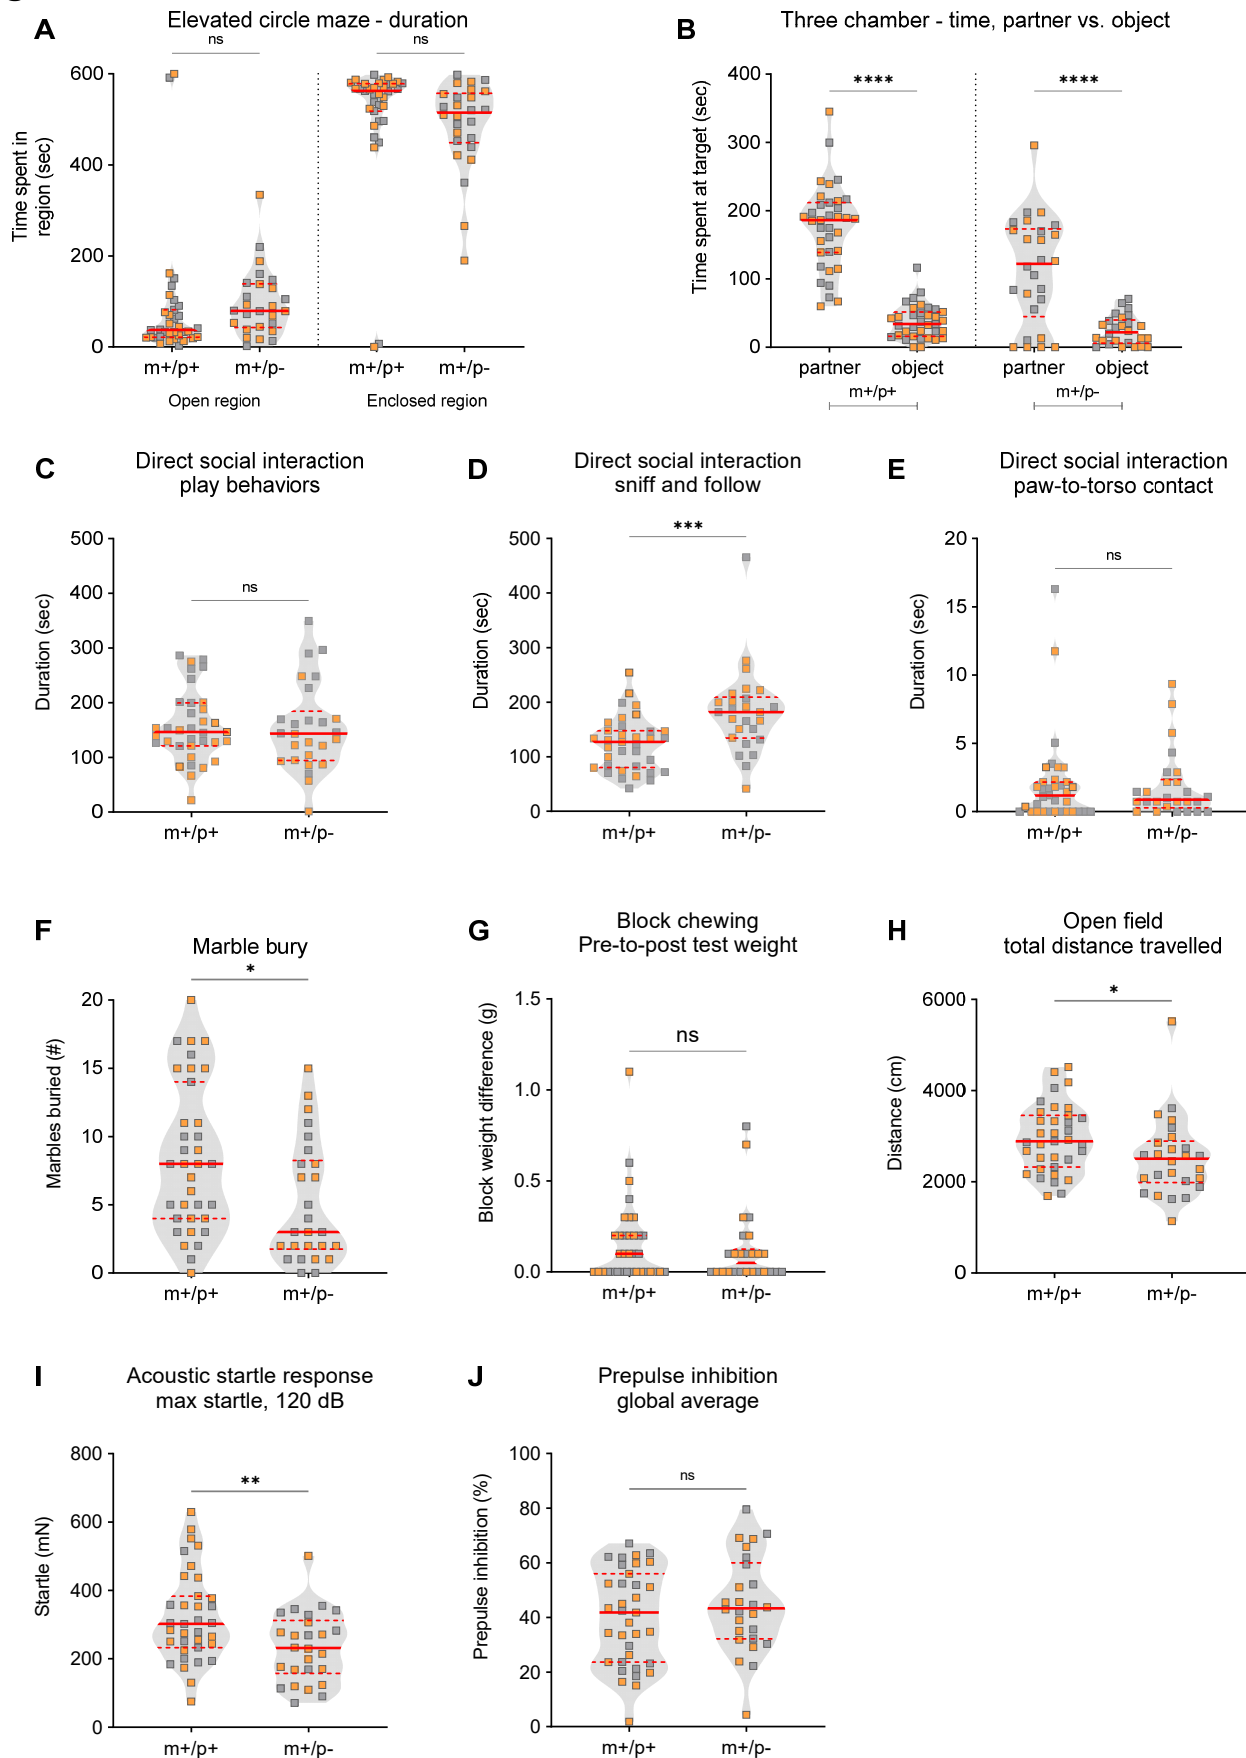 A
Elevated circle maze - duration
ns
ns
Time spent in
region (sec)
600
400
200
0
m+/p+
m+/p-
m+/p+
m+/p-
Open region
Enclosed region
B
Three chamber - time, partner vs. object
****
****
Time spent at target (sec)
400
300
200
100
0
partner
object
partner
object
m+/p+
m+/p-
C
Direct social interaction
play behaviors
ns
Duration (sec)
500
400
300
200
100
0
m+/p+
m+/p-
D
Direct social interaction
sniff and follow
***
Duration (sec)
500
400
300
200
100
0
m+/p+
m+/p-
E
Direct social interaction
paw-to-torso contact
ns
Duration (sec)
20
15
10
5
0
m+/p+
m+/p-
F
Marble bury
*
Marbles buried (#)
20
15
10
5
0
m+/p+
m+/p-
G
Block chewing
Pre-to-post test weight
ns
Block weight difference (g)
1.5
1.0
0.5
0.0
m+/p+
m+/p-
H
Open field
total distance travelled
*
Distance (cm)
6000
4000
2000
0
m+/p+
m+/p-
I
Acoustic startle response
max startle, 120 dB
**
Startle (mN)
800
600
400
200
0
m+/p+
m+/p-
J
Prepulse inhibition
global average
ns
Prepulse inhibition (%)
100
80
60
40
20
0
m+/p+
m+/p-